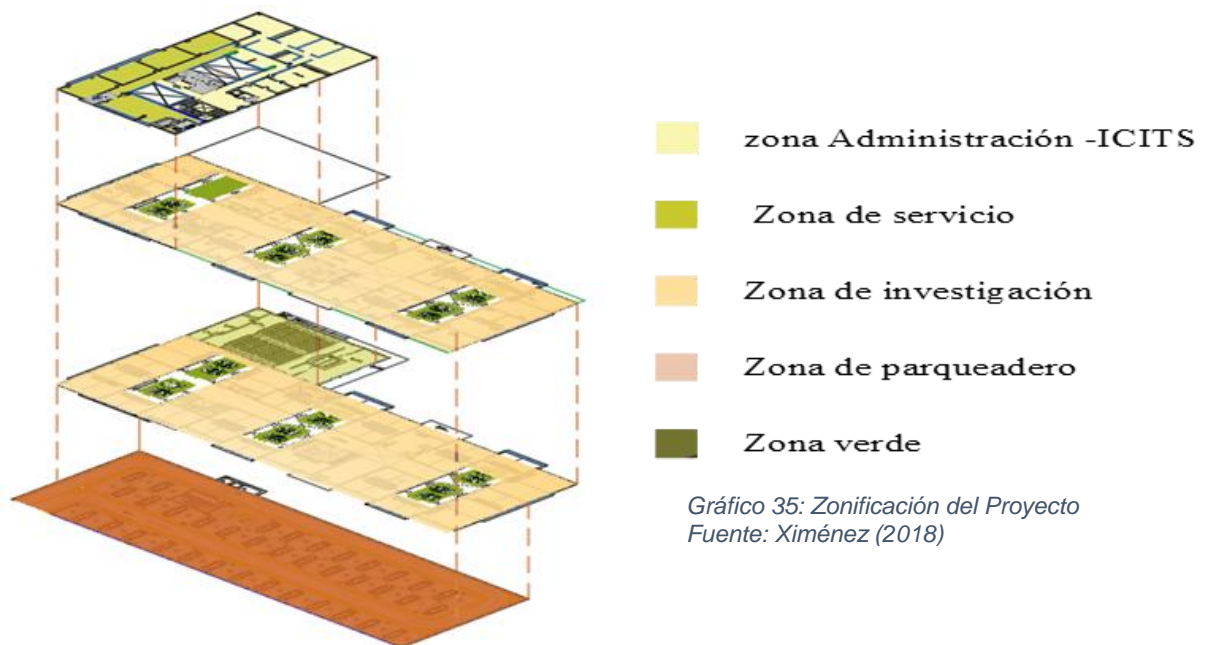 zona Administración -ICITS
Zona de servicio
Zona de investigación
Zona de parqueadero
Zona verde
Gráfico 35: Zonificación del Proyecto
Fuente: Ximénez (2018)